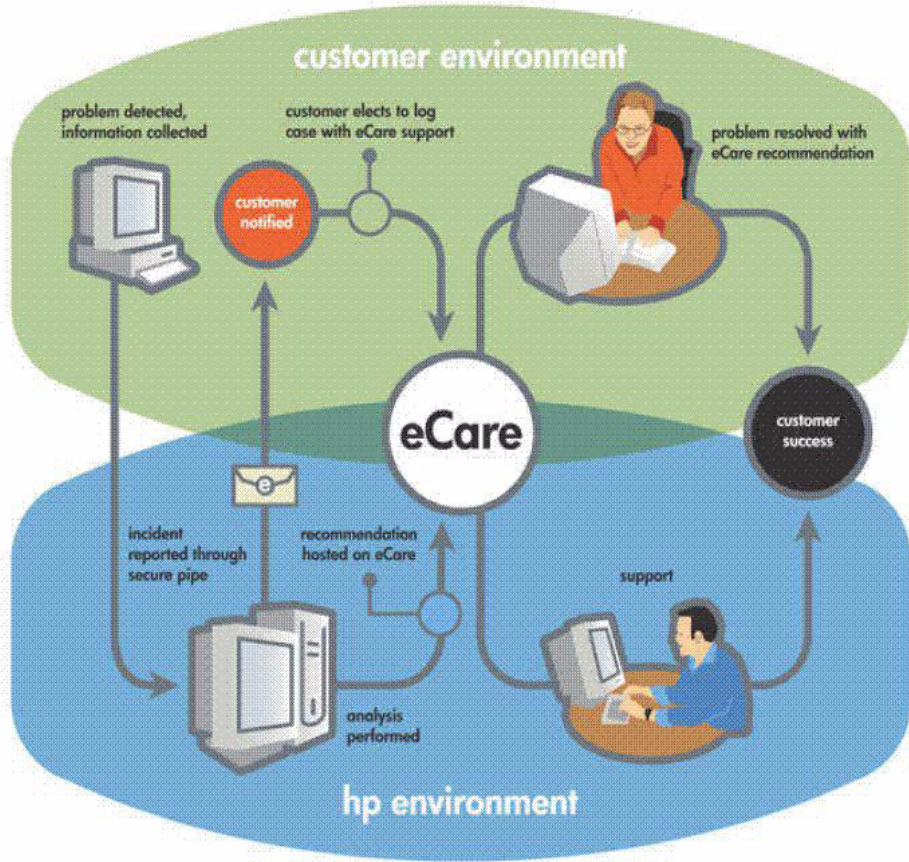 customer environment
problem detected,
information collected
customer elects to log
case with eCare support
problem resolved with
eCare recommendation
customer
notified
eCare
customer
success
e
incident
reported through
secure pipe
recommendation
hosted on eCare
support
analysis
performed
hp environment